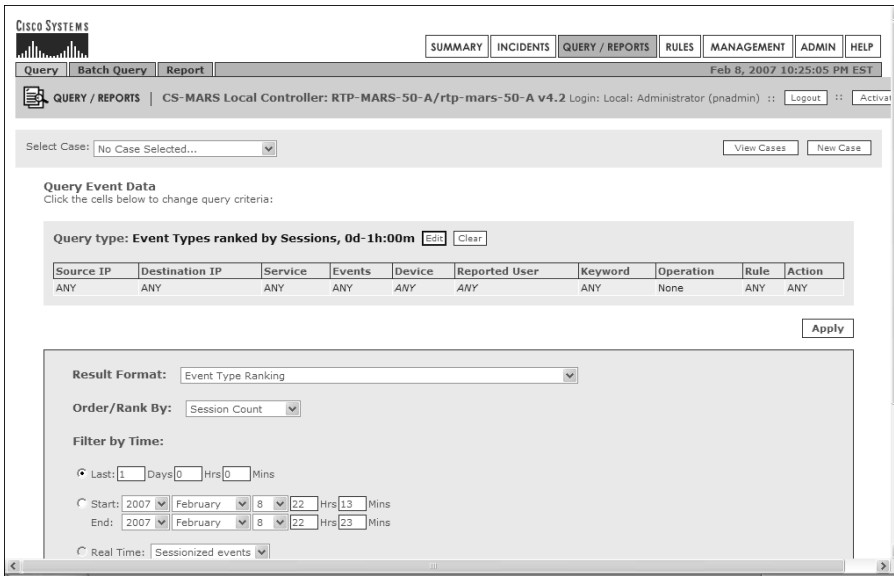 CISCO SYSTEMS
SUMMARY INCIDENTS QUERY / REPORTS RULES MANAGEMENT ADMIN HELP
Query Batch Query Report Feb 8, 2007 10:25:05 PM EST
QUERY / REPORTS | CS-MARS Local Controller: RTP-MARS-50-A/rtp-mars-50-A v4.2 Login: Local: Administrator (pnadmin) :: Logout :: Activa
Select Case: No Case Selected... View Cases New Case
Query Event Data
Click the cells below to change query criteria:
Query type: Event Types ranked by Sessions, 0d-1h:00m Edit Clear
Source IP Destination IP Service Events Device Reported User Keyword Operation Rule Action
ANY ANY ANY ANY ANY ANY ANY None ANY ANY
Apply
Result Format: Event Type Ranking
Order/Rank By: Session Count
Filter by Time:
Last: 1 Days 0 Hrs 0 Mins
Start: 2007 February 8 22 Hrs 13 Mins
End: 2007 February 8 22 Hrs 23 Mins
Real Time: Sessionized events